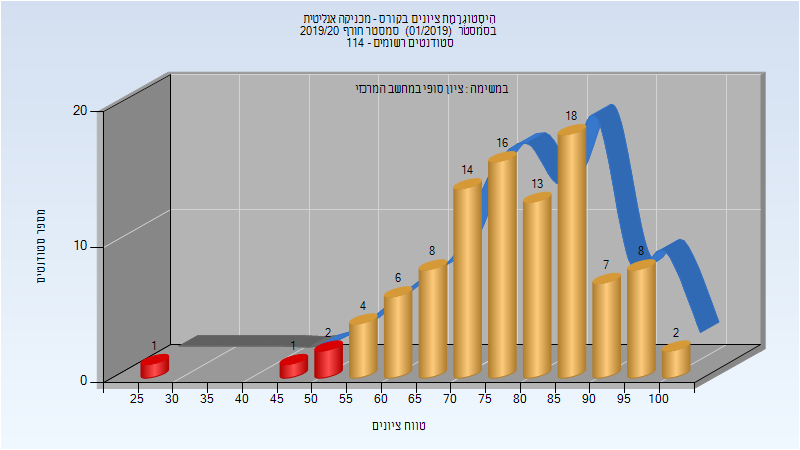 היסטוגרמת ציונים בקורס - מכניקה אנליטית
בסמסטר (01/2019) סמסטר חורף 2019/20
סטודנטים רשומים - 114
במשימה : ציון סופי במחשב המרכזי
מספר סטודנטים
20
10
0
1
1
2
4
6
8
14
16
13
18
7
8
2
25 30 35 40 45 50 55 60 65 70 75 80 85 90 95 100
טווח ציונים